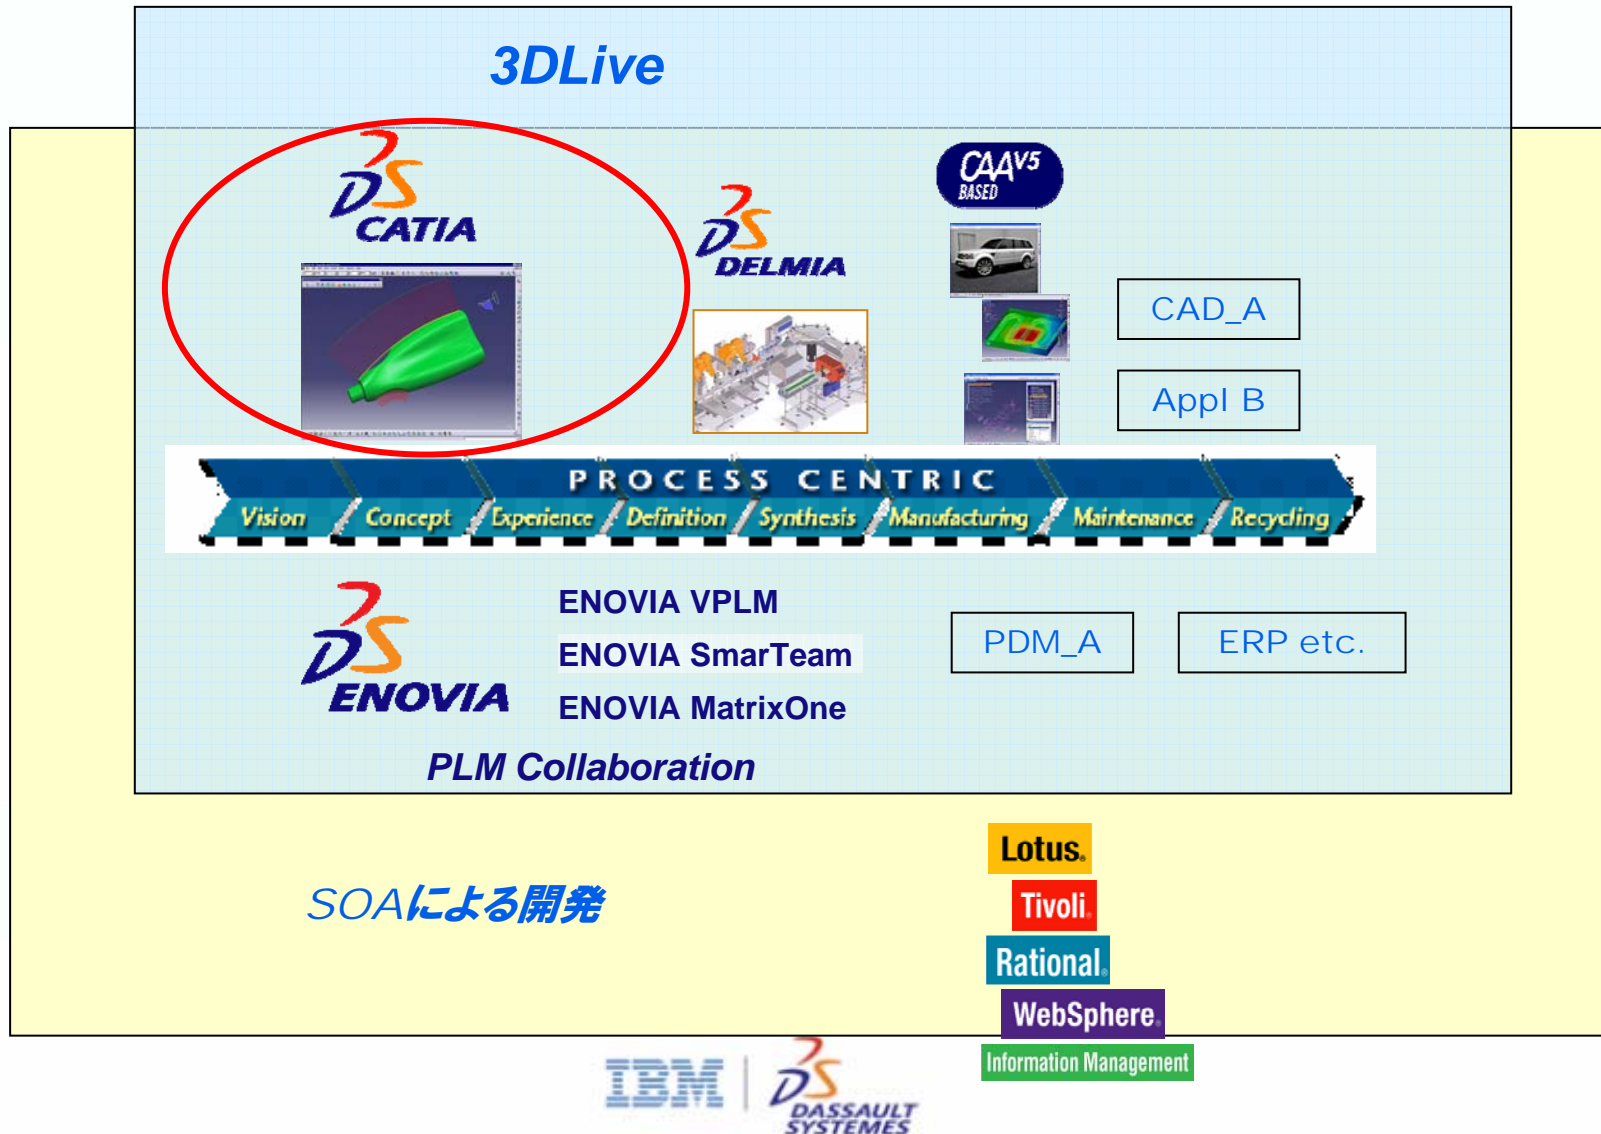 3DLive
CATIA
DELMIA
CAA V5
BASED
CAD_A
Appl B
PROCESS CENTRIC
Vision Concept Experience Definition Synthesis Manufacturing Maintenance Recycling
ENOVIA
ENOVIA VPLM
ENOVIA SmarTeam
ENOVIA MatrixOne
PDM_A
ERP etc.
PLM Collaboration
SOAによる開発
Lotus®
Tivoli®
Rational®
WebSphere®
Information Management
IBM
DASSAULT
SYSTEMES